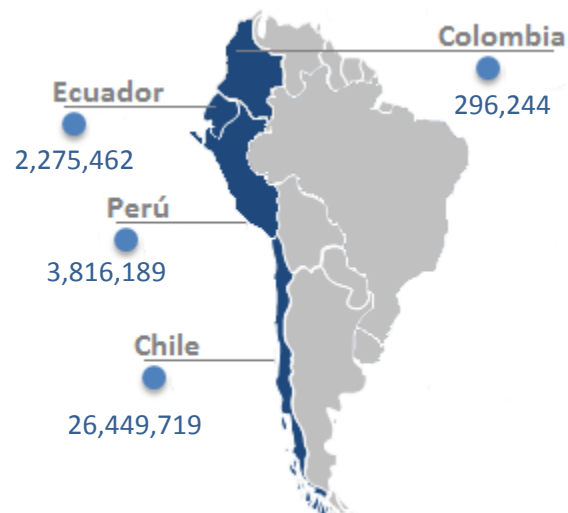 Colombia
296,244
Ecuador
2,275,462
Perú
3,816,189
Chile
26,449,719